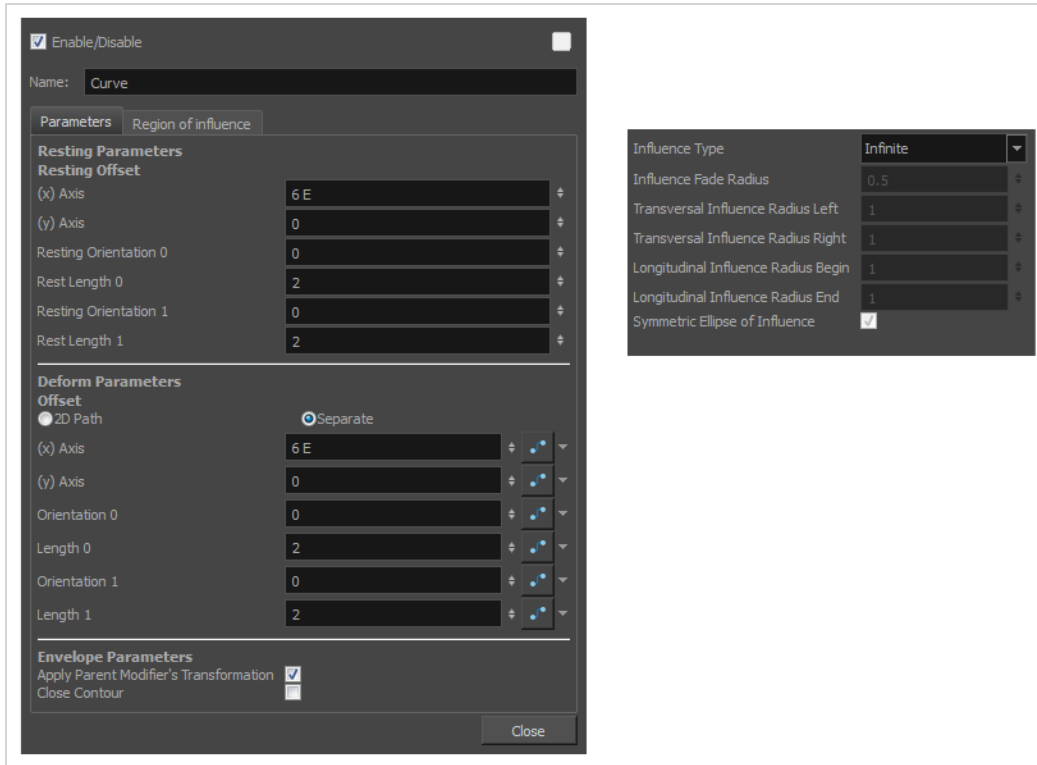 Enable/Disable
Name: Curve
Parameters Region of influence
Resting Parameters
Resting Offset
(x) Axis 6 E
(y) Axis 0
Resting Orientation 0 0
Rest Length 0 2
Resting Orientation 1 0
Rest Length 1 2
Deform Parameters
Offset
2D Path Separate
(x) Axis 6 E
(y) Axis 0
Orientation 0 0
Length 0 2
Orientation 1 0
Length 1 2
Envelope Parameters
Apply Parent Modifier's Transformation
Close Contour
Close
Influence Type Infinite
Influence Fade Radius 0.5
Transversal Influence Radius Left 1
Transversal Influence Radius Right 1
Longitudinal Influence Radius Begin 1
Longitudinal Influence Radius End 1
Symmetric Ellipse of Influence